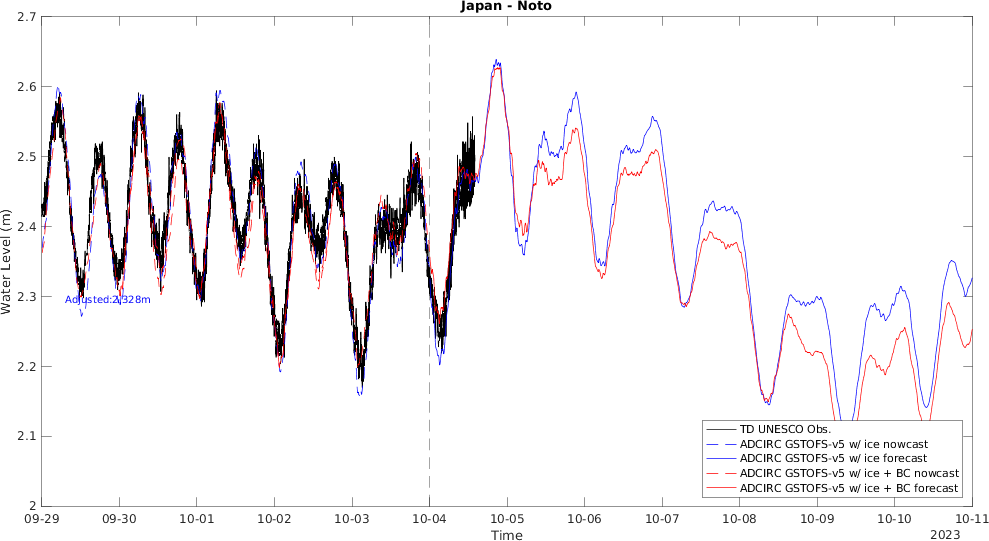 Japan - Noto
2.7
2.6
2.5
2.4
2.3
2.2
2.1
2
Water Level (m)
Adjusted:2.328m
TD UNESCO Obs.
ADCIRC GSTOFS-v5 w/ ice nowcast
ADCIRC GSTOFS-v5 w/ ice forecast
ADCIRC GSTOFS-v5 w/ ice + BC nowcast
ADCIRC GSTOFS-v5 w/ ice + BC forecast
09-29 09-30 10-01 10-02 10-03 10-04 10-05 10-06 10-07 10-08 10-09 10-10 10-11
Time
2023